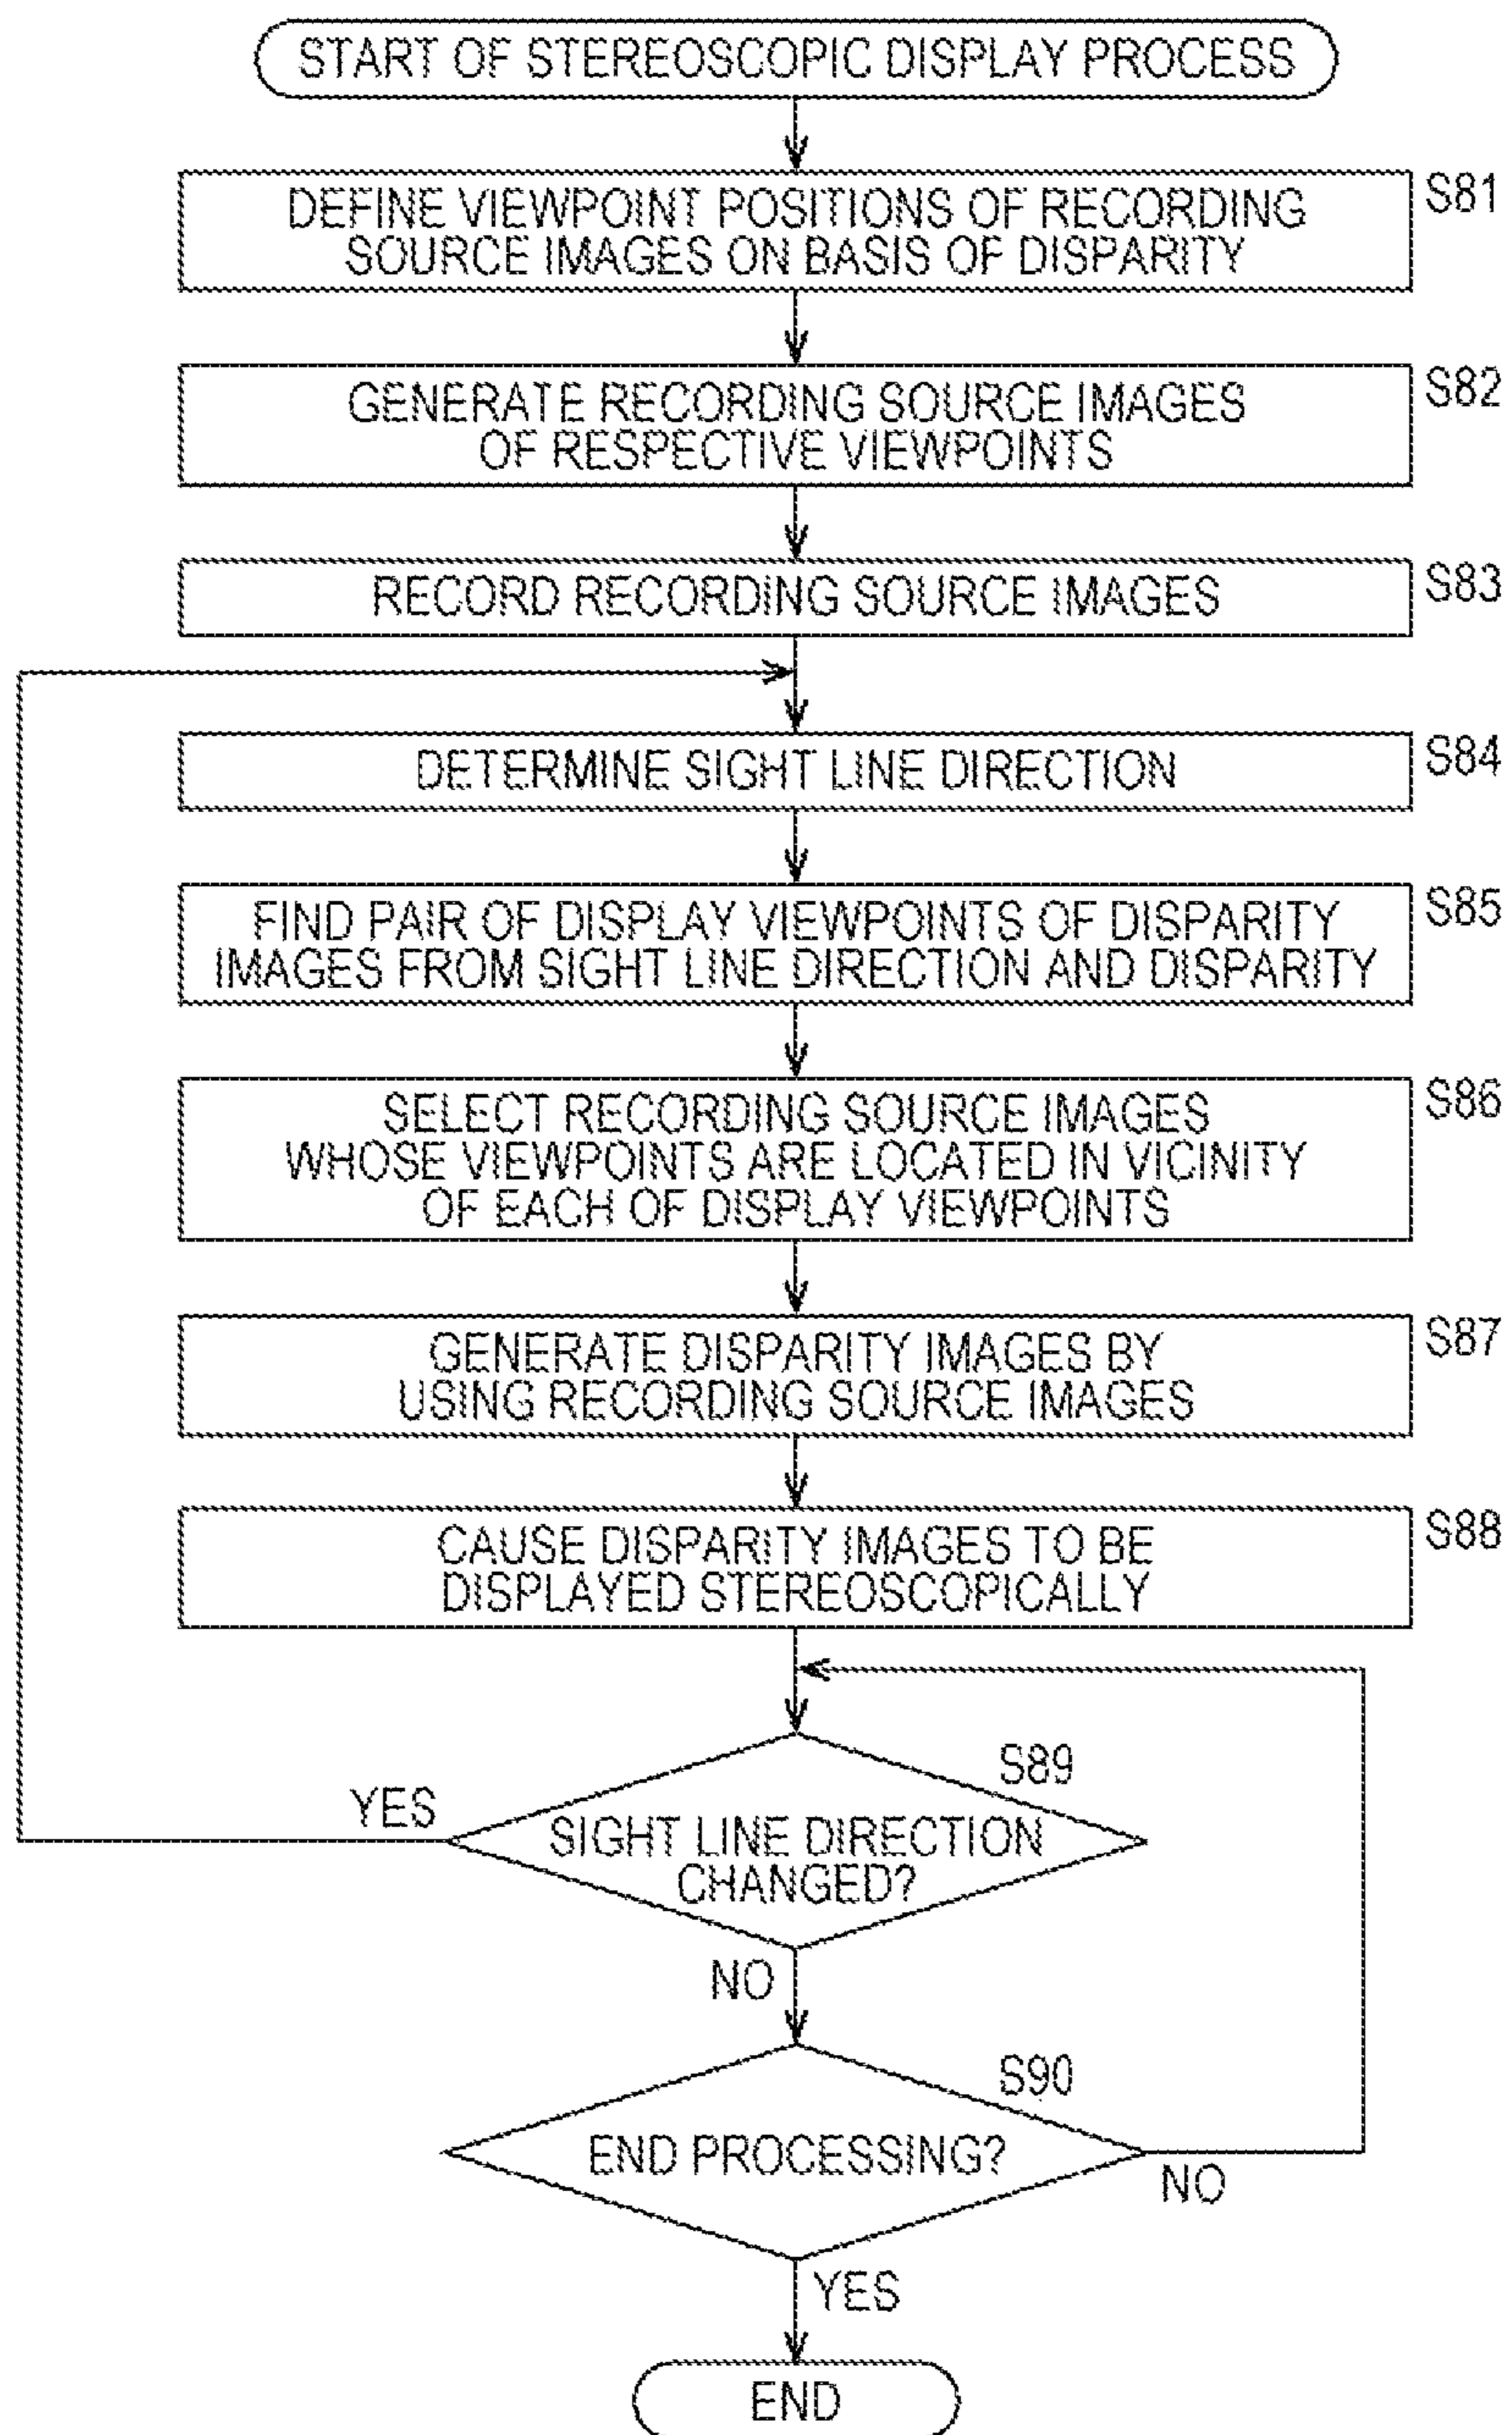 START OF STEREOSCOPIC DISPLAY PROCESS
S81
DEFINE VIEWPOINT POSITIONS OF RECORDING
SOURCE IMAGES ON BASIS OF DISPARITY
S82
GENERATE RECORDING SOURCE IMAGES
OF RESPECTIVE VIEWPOINTS
S83
RECORD RECORDING SOURCE IMAGES
S84
DETERMINE SIGHT LINE DIRECTION
S85
FIND PAIR OF DISPLAY VIEWPOINTS OF DISPARITY
IMAGES FROM SIGHT LINE DIRECTION AND DISPARITY
S86
SELECT RECORDING SOURCE IMAGES
WHOSE VIEWPOINTS ARE LOCATED IN VICINITY
OF EACH OF DISPLAY VIEWPOINTS
S87
GENERATE DISPARITY IMAGES BY
USING RECORDING SOURCE IMAGES
S88
CAUSE DISPARITY IMAGES TO BE
DISPLAYED STEREOSCOPICALLY
S89
YES
SIGHT LINE DIRECTION
CHANGED?
NO
S90
END PROCESSING?
NO
YES
END